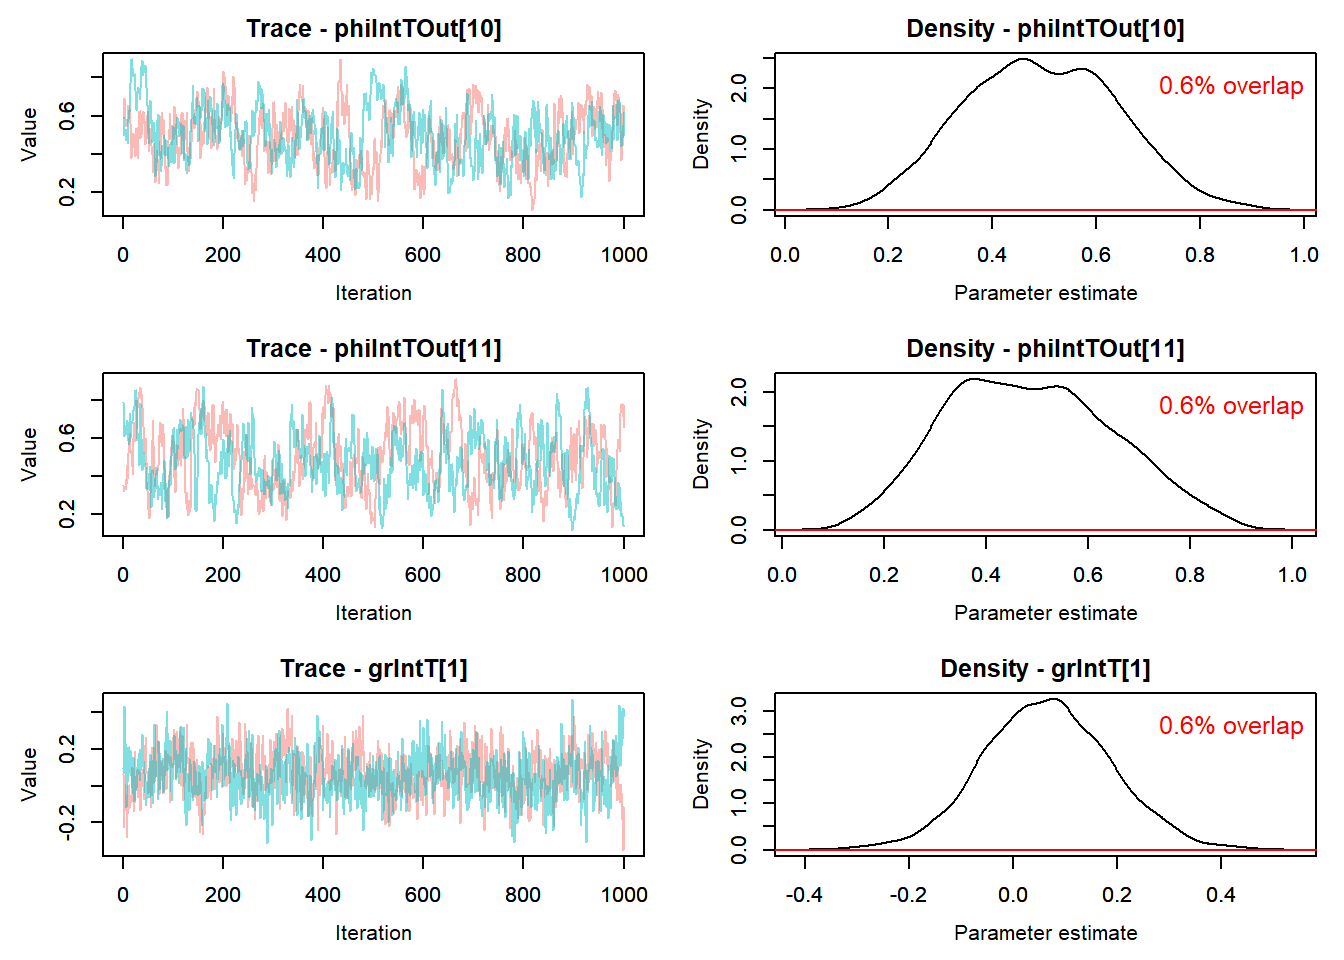 Trace - phiIntTOut[10]
Value
0.2 0.6
0 200 400 600 800 1000
Iteration
Density - phiIntTOut[10]
Density
0.0 1.0 2.0
0.6% overlap
0.0 0.2 0.4 0.6 0.8 1.0
Parameter estimate
Trace - phiIntTOut[11]
Value
0.2 0.6
0 200 400 600 800 1000
Iteration
Density - phiIntTOut[11]
Density
0.0 1.0 2.0
0.6% overlap
0.0 0.2 0.4 0.6 0.8 1.0
Parameter estimate
Trace - grIntT[1]
Value
-0.2 0.2
0 200 400 600 800 1000
Iteration
Density - grIntT[1]
Density
0.0 1.0 2.0 3.0
0.6% overlap
-0.4 -0.2 0.0 0.2 0.4
Parameter estimate